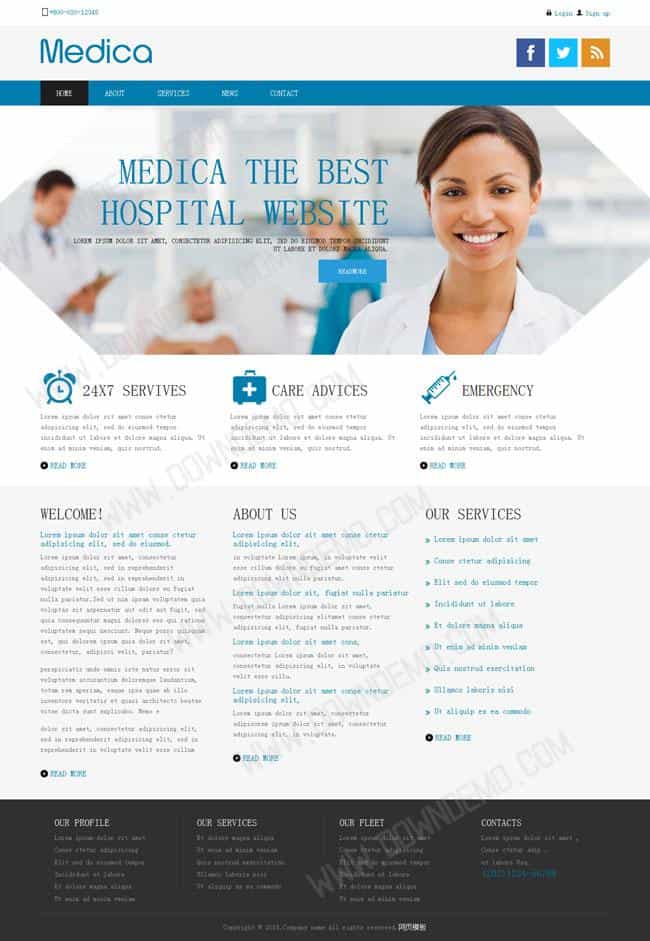 +800-020-12345
Login Sign up
Medica
HOME ABOUT SERVICES NEWS CONTACT
MEDICA THE BEST
HOSPITAL WEBSITE
LOREM IPSUM DOLOR SIT AMET, CONSECTETUR ADIPISICING ELIT, SED DO EIUSMOD TEMPOR INCIDIDUNT
UT LABORE ET DOLORE MAGNA ALIQUA.
READMORE
24X7 SERVIVES
Lorem ipsum dolor sit amet conse ctetur
adipisicing elit, sed do eiusmod tempor
incididunt ut labore et dolore magna aliqua. Ut
enim ad minim veniam, quis nostrud.
READ MORE
CARE ADVICES
Lorem ipsum dolor sit amet conse ctetur
adipisicing elit, sed do eiusmod tempor
incididunt ut labore et dolore magna aliqua. Ut
enim ad minim veniam, quis nostrud.
READ MORE
EMERGENCY
Lorem ipsum dolor sit amet conse ctetur
adipisicing elit, sed do eiusmod tempor
incididunt ut labore et dolore magna aliqua. Ut
enim ad minim veniam, quis nostrud.
READ MORE
WELCOME!
Lorem ipsum dolor sit amet conse ctetur
adipisicing elit, sed do eiusmod.
Lorem ipsum dolor sit amet, consectetur
adipisicing elit, sed in reprehenderit
adipisicing elit, sed in reprehenderit in
voluptate velit esse cillum dolore eu fugiat
nulla pariatur.Sed ut nim ipsam voluptatem quia
voluptas sit aspernatur aut odit aut fugit, sed
quia consequuntur magni dolores eos qui ratione
voluptatem sequi nesciunt. Neque porro quisquam
est, qui dolorem ipsum quia dolor sit amet,
consectetur, adipisci velit, pariatur?
perspiciatis unde omnis iste natus error sit
voluptatem accusantium doloremque laudantium,
totam rem aperiam, eaque ipsa quae ab illo
inventore veritatis et quasi architecto beatae
vitae dicta sunt explicabo. Nemo e
dolor sit amet, consectetur adipisicing elit,
sed in reprehenderit adipisicing elit, sed in
reprehenderit in voluptate velit esse cillum
READ MORE
ABOUT US
Lorem ipsum dolor sit amet conse ctetur
adipisicing elit,
in voluptate Lorem ipsum, in voluptate velit
esse cillum dolor sit amet conse ctetur
adipisicing elit nulla pariatur.
Lorem ipsum dolor sit, fugiat nulla pariatur
fugiat nulla Lorem ipsum dolor sit amet,
consectetur adipisicing elitamet conse ctetur
adipisicing elit, fugiat nulla pariatur.
Lorem ipsum dolor sit amet cons,
consectetur Lorem ipsum dolor sit amet,
consectetur adipisicing elit, in voluptate
velit esse cillu.
Lorem ipsum dolor sit amet conse ctetur
adipisicing elit,
Lorem ipsum dolor sit amet, consectetur
adipisorem ipsum dolor sit amet, consectetur
adipisicing elit, in voluptate.
READ MORE
OUR SERVICES
Lorem ipsum dolor sit amet
Conse ctetur adipisicing
Elit sed do eiusmod tempor
Incididunt ut labore
Et dolore magna aliqua
Ut enim ad minim veniam
Quis nostrud exercitation
Ullamco laboris nisi
Ut aliquip ex ea commodo
READ MORE
OUR PROFILE
Lorem ipsum dolor sit amet
Conse ctetur adipisicing
Elit sed do eiusmod tempor
Incididunt ut labore
Et dolore magna aliqua
Ut enim ad minim veniam
OUR SERVICES
Et dolore magna aliqua
Ut enim ad minim veniam
Quis nostrud exercitation
Ullamco laboris nisi
Ut aliquip ex ea commodo
OUR FLEET
Lorem ipsum dolor sit amet
Conse ctetur adipisicing
Elit sed do eiusmod tempor
Incididunt ut labore
Et dolore magna aliqua
Ut enim ad minim veniam
CONTACTS
Lorem ipsum dolor sit amet ,
Conse ctetur adip .
ut labore Usa.
(202)1234-56789
Company name All rights reserved.网页模板
WWW.DOWNDEMO.COM